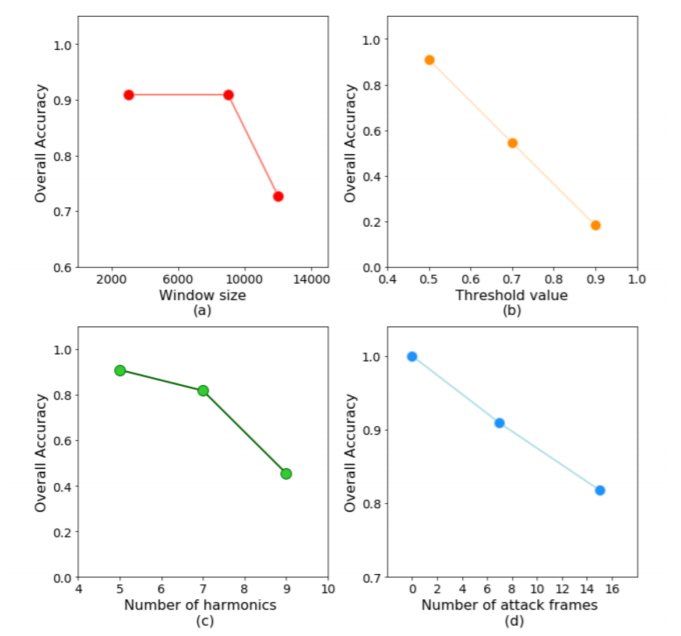 Overall Accuracy
1.0
0.9
0.8
0.7
0.6
2000 6000 10000 14000
Window size
(a)
Overall Accuracy
1.0
0.8
0.6
0.4
0.2
0.0
0.4 0.5 0.6 0.7 0.8 0.9 1.0
Threshold value
(b)
Overall Accuracy
1.0
0.8
0.6
0.4
0.2
0.0
4 5 6 7 8 9 10
Number of harmonics
(c)
Overall Accuracy
1.0
0.9
0.8
0.7
0 2 4 6 8 10 12 14 16
Number of attack frames
(d)